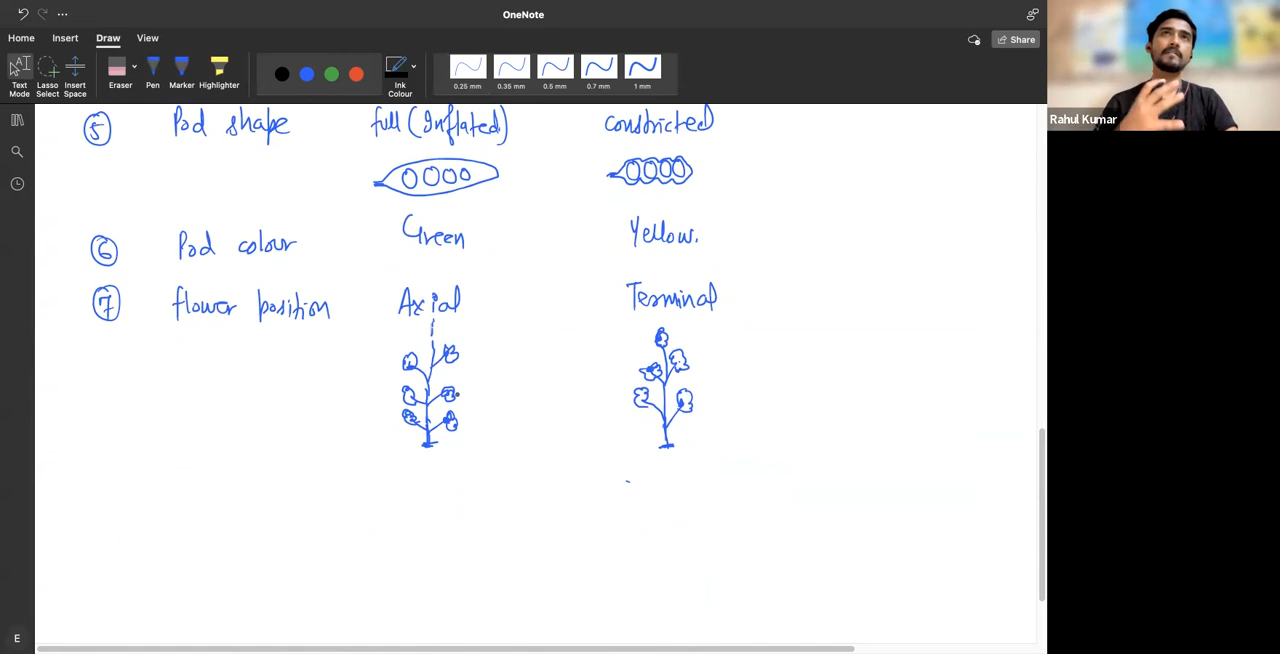 OneNote
Home Insert Draw View
Share
Text Mode
Lasso Select
Insert Space
Eraser
Pen
Marker
Highlighter
Ink Colour
0.25 mm
0.35 mm
0.5 mm
0.7 mm
1 mm
Rahul Kumar
5 Pod shape full (Inflated) constricted
6 Pod colour Green Yellow.
7 flower position Axial Terminal
E